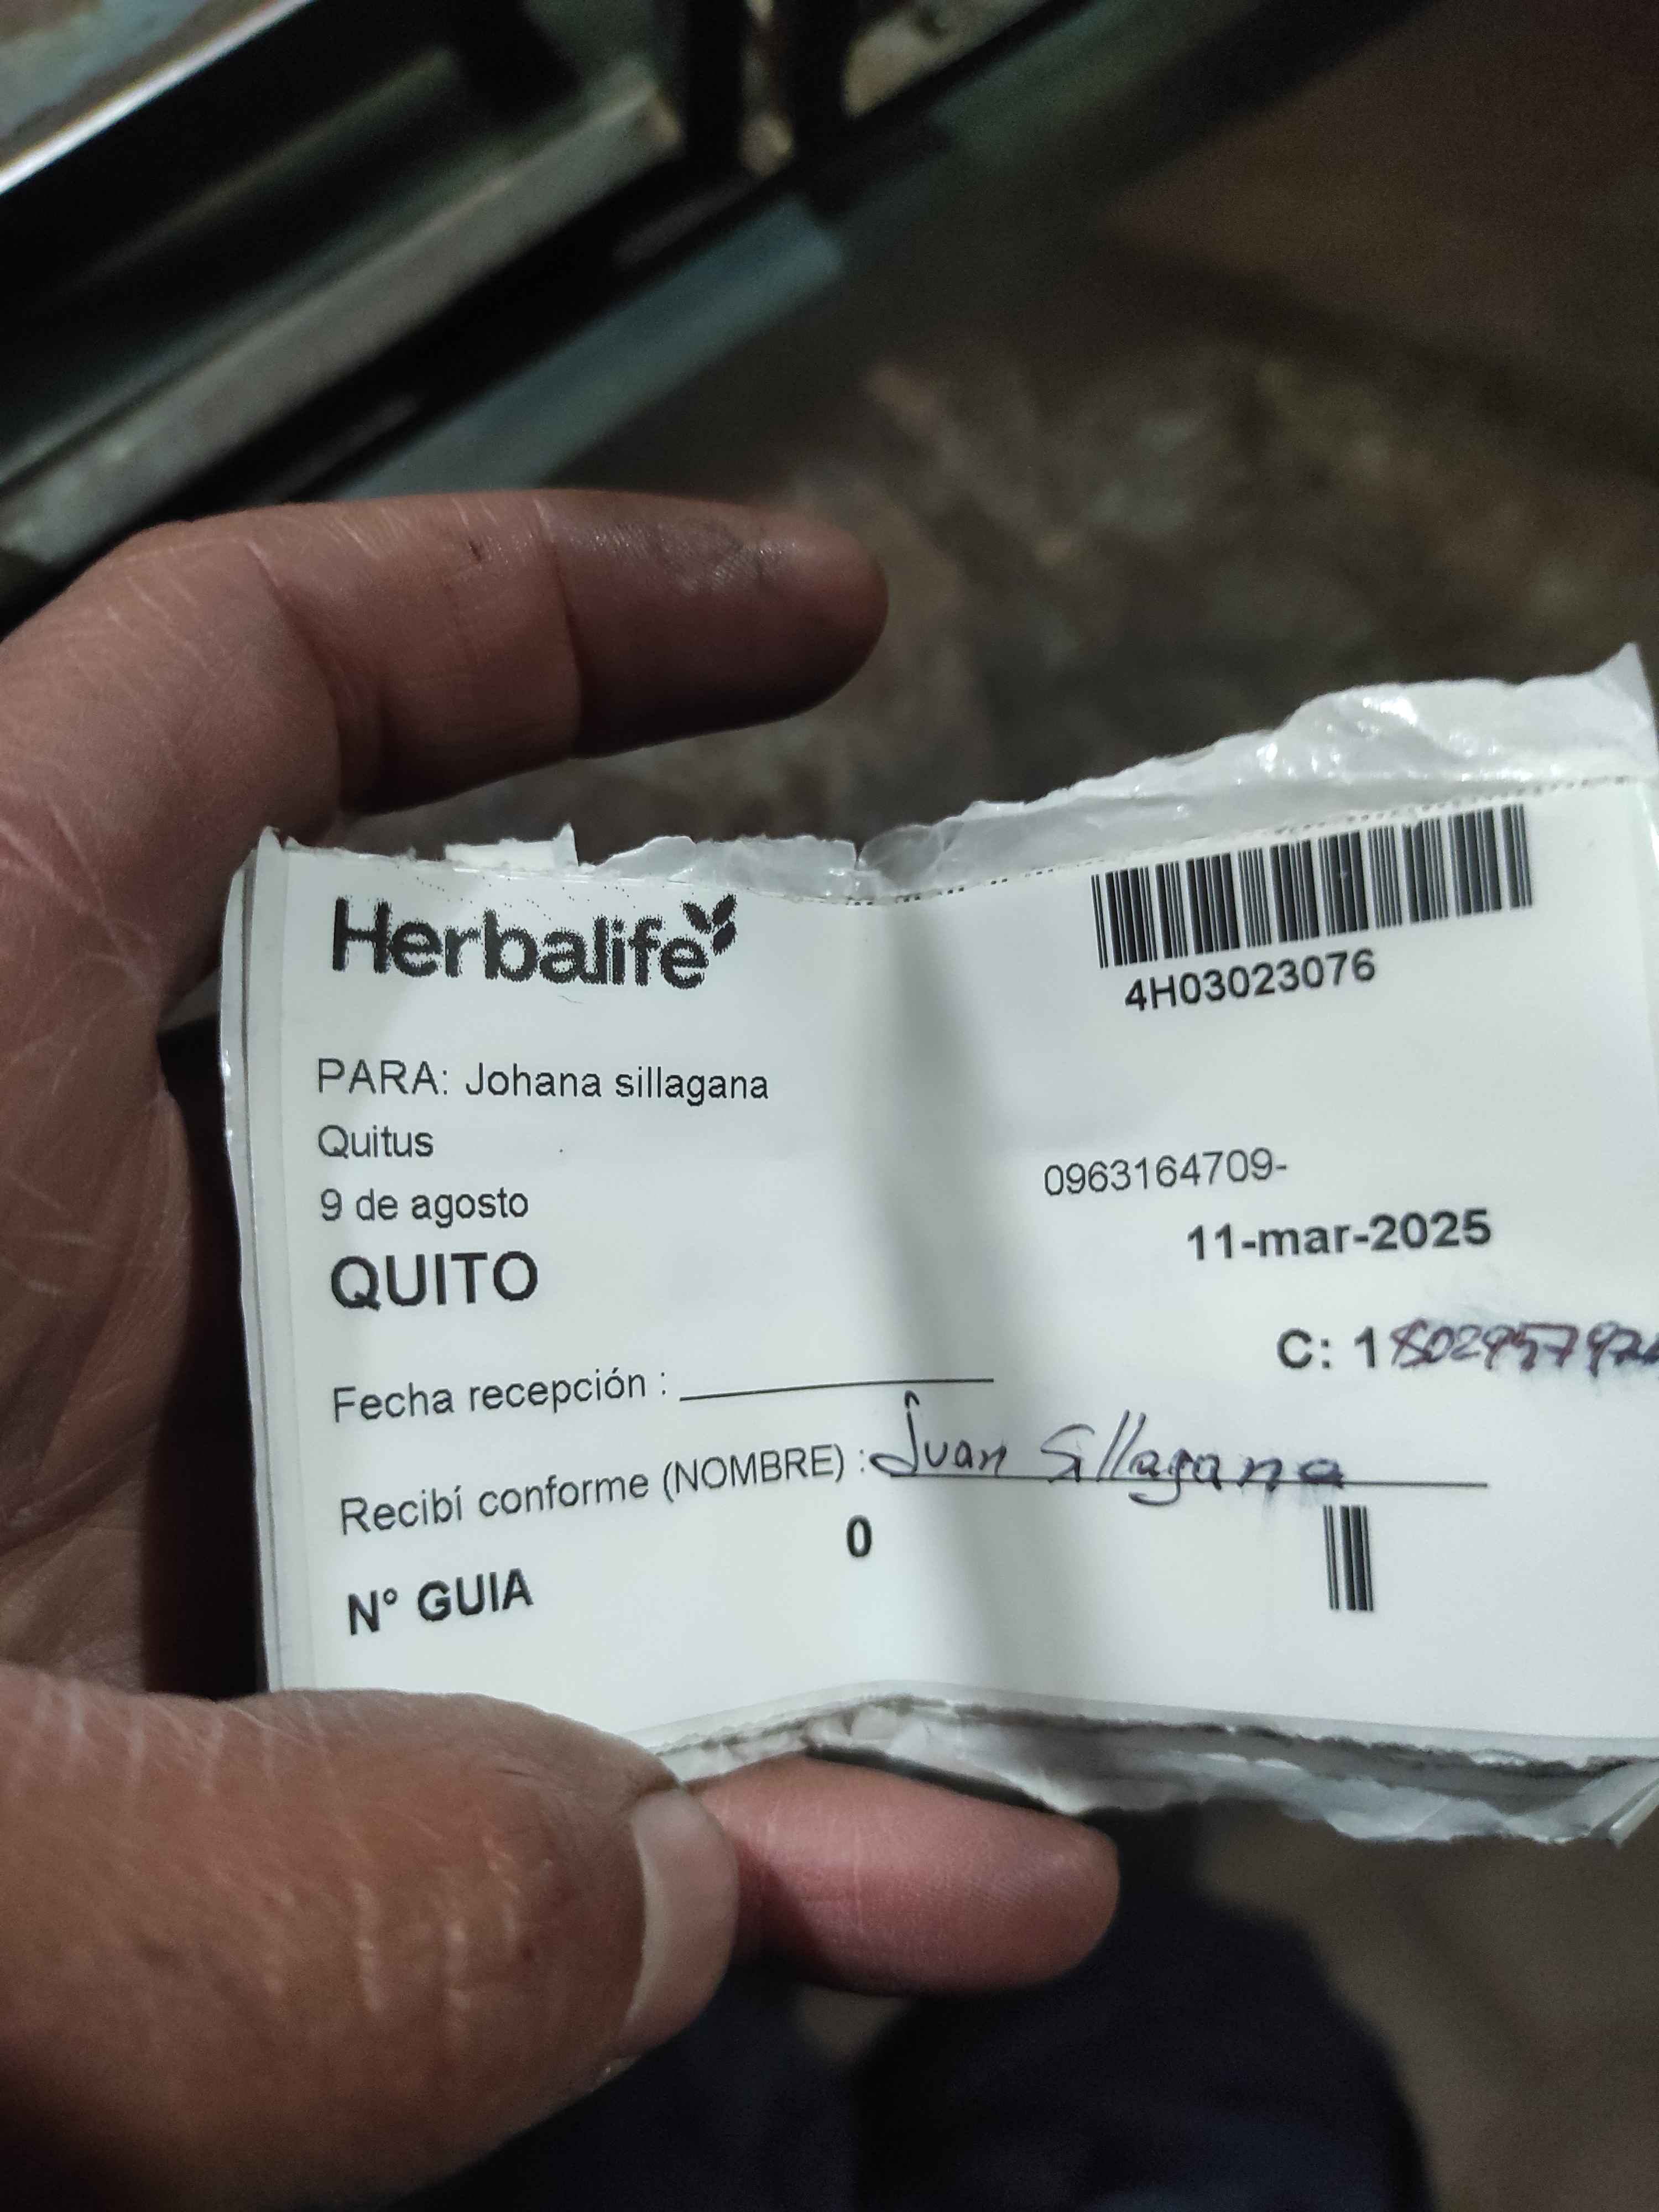 Herbalife
4H03023076
PARA: Johana sillagana
Quitus
0963164709-
9 de agosto
11-mar-2025
QUITO
C: 1
Fecha recepción :
Recibí conforme (NOMBRE) : Juan Sillagana
0
N° GUIA